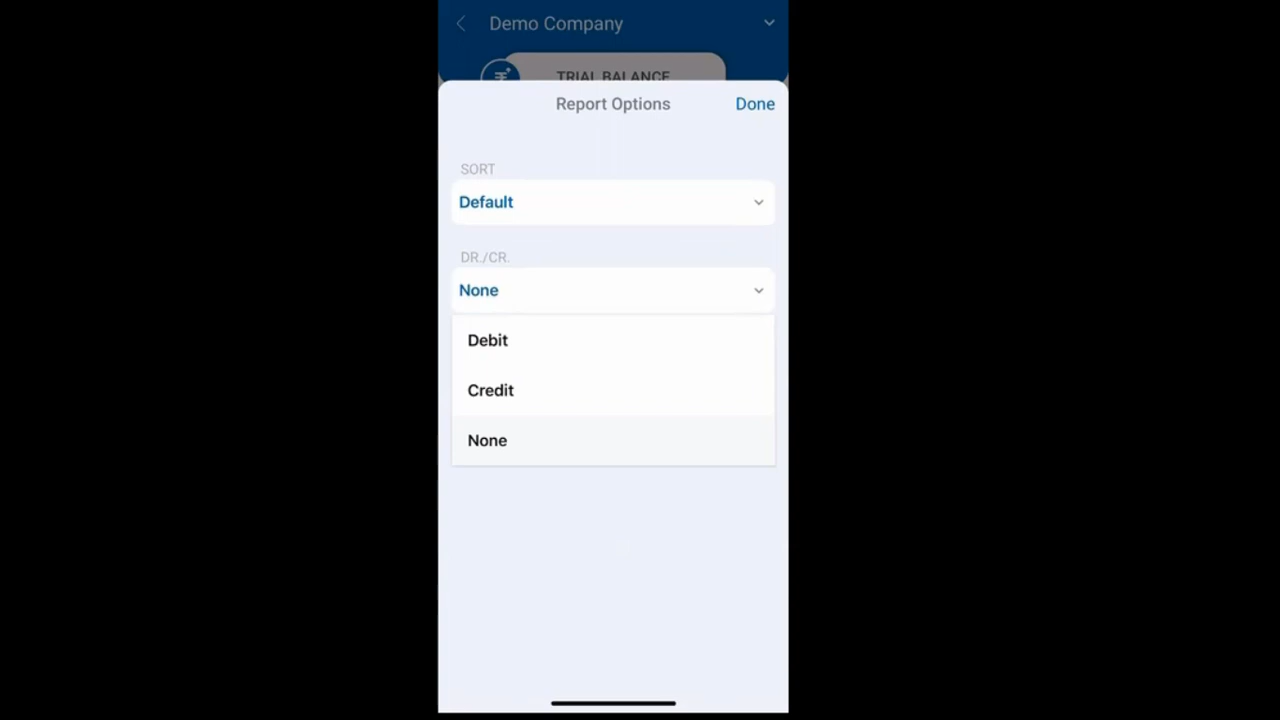 Demo Company
TRIAL BALANCE
Report Options
Done
SORT
Default
DR./CR.
None
Debit
Credit
None